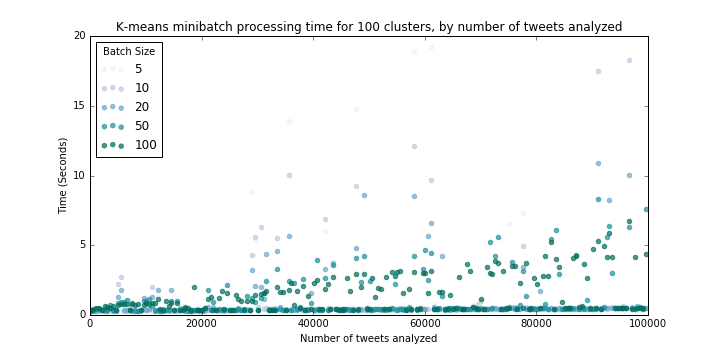 K-means minibatch processing time for 100 clusters, by number of tweets analyzed
20
15
10
5
0
Time (Seconds)
Batch Size
5
10
20
50
100
0 20000 40000 60000 80000 100000
Number of tweets analyzed